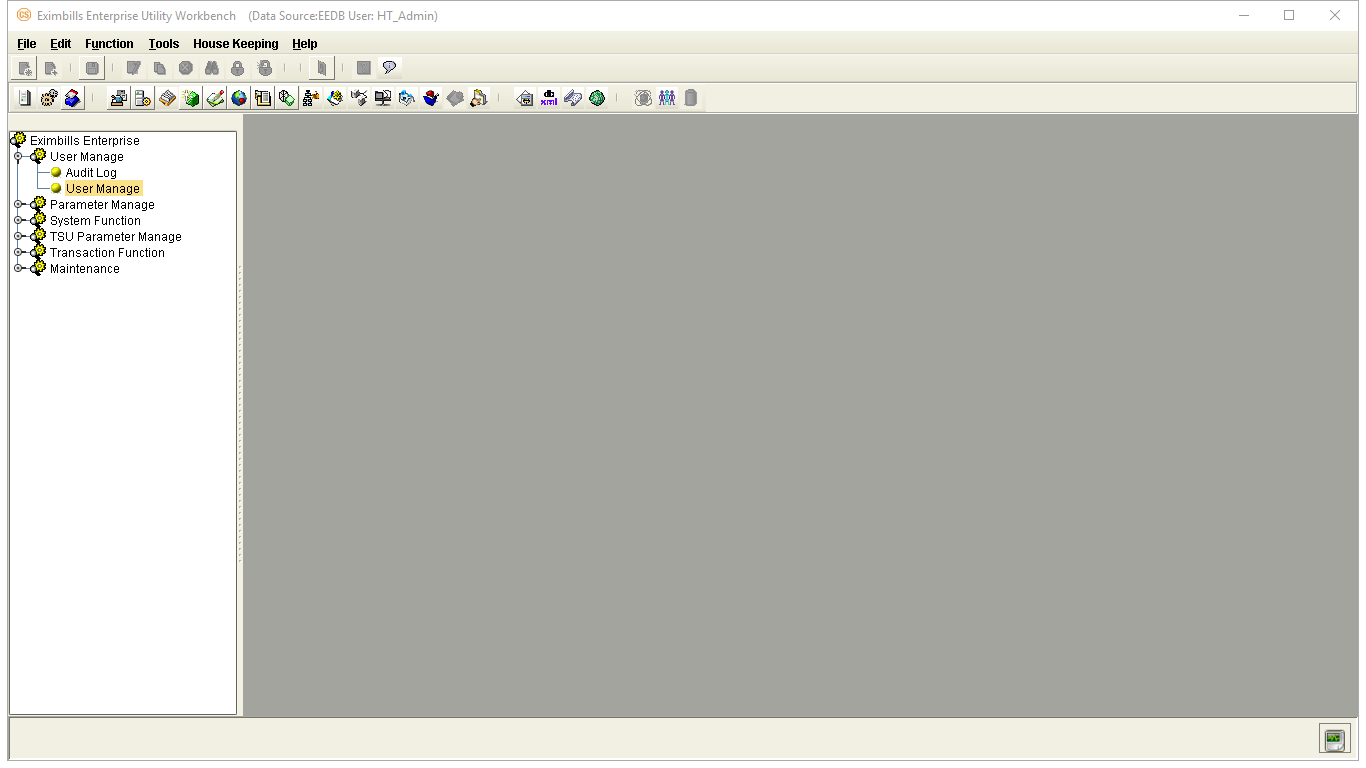 CS Eximbills Enterprise Utility Workbench (Data Source:EEDB User: HT_Admin)
File Edit Function Tools House Keeping Help
db
xml
Eximbills Enterprise
User Manage
Audit Log
User Manage
Parameter Manage
System Function
TSU Parameter Manage
Transaction Function
Maintenance